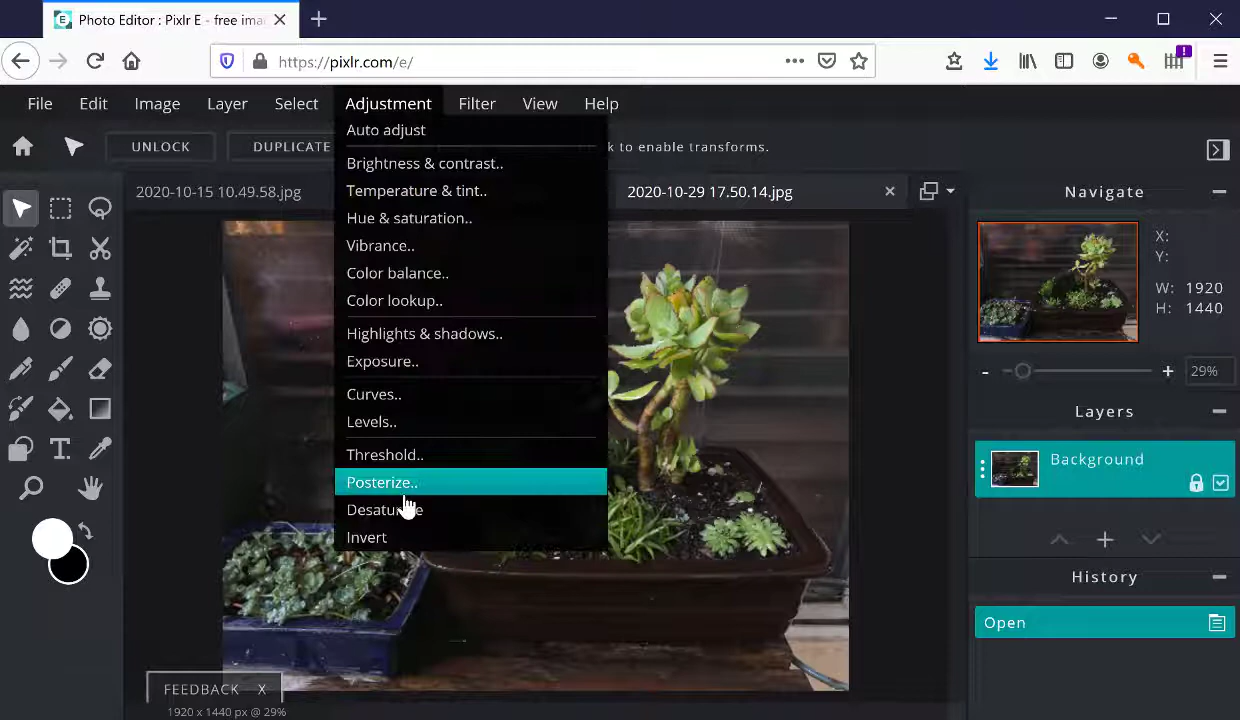 Photo Editor : Pixlr E - free ima
https://pixlr.com/e/
File Edit Image Layer Select Adjustment Filter View Help
UNLOCK DUPLICATE k to enable transforms.
2020-10-15 10.49.58.jpg 2020-10-29 17.50.14.jpg
Auto adjust
Brightness & contrast..
Temperature & tint..
Hue & saturation..
Vibrance..
Color balance..
Color lookup..
Highlights & shadows..
Exposure..
Curves..
Levels..
Threshold..
Posterize..
Desaturate
Invert
Navigate
X:
Y:
W: 1920
H: 1440
- + 29%
Layers
Background
History
Open
FEEDBACK X
1920 x 1440 px @ 29%